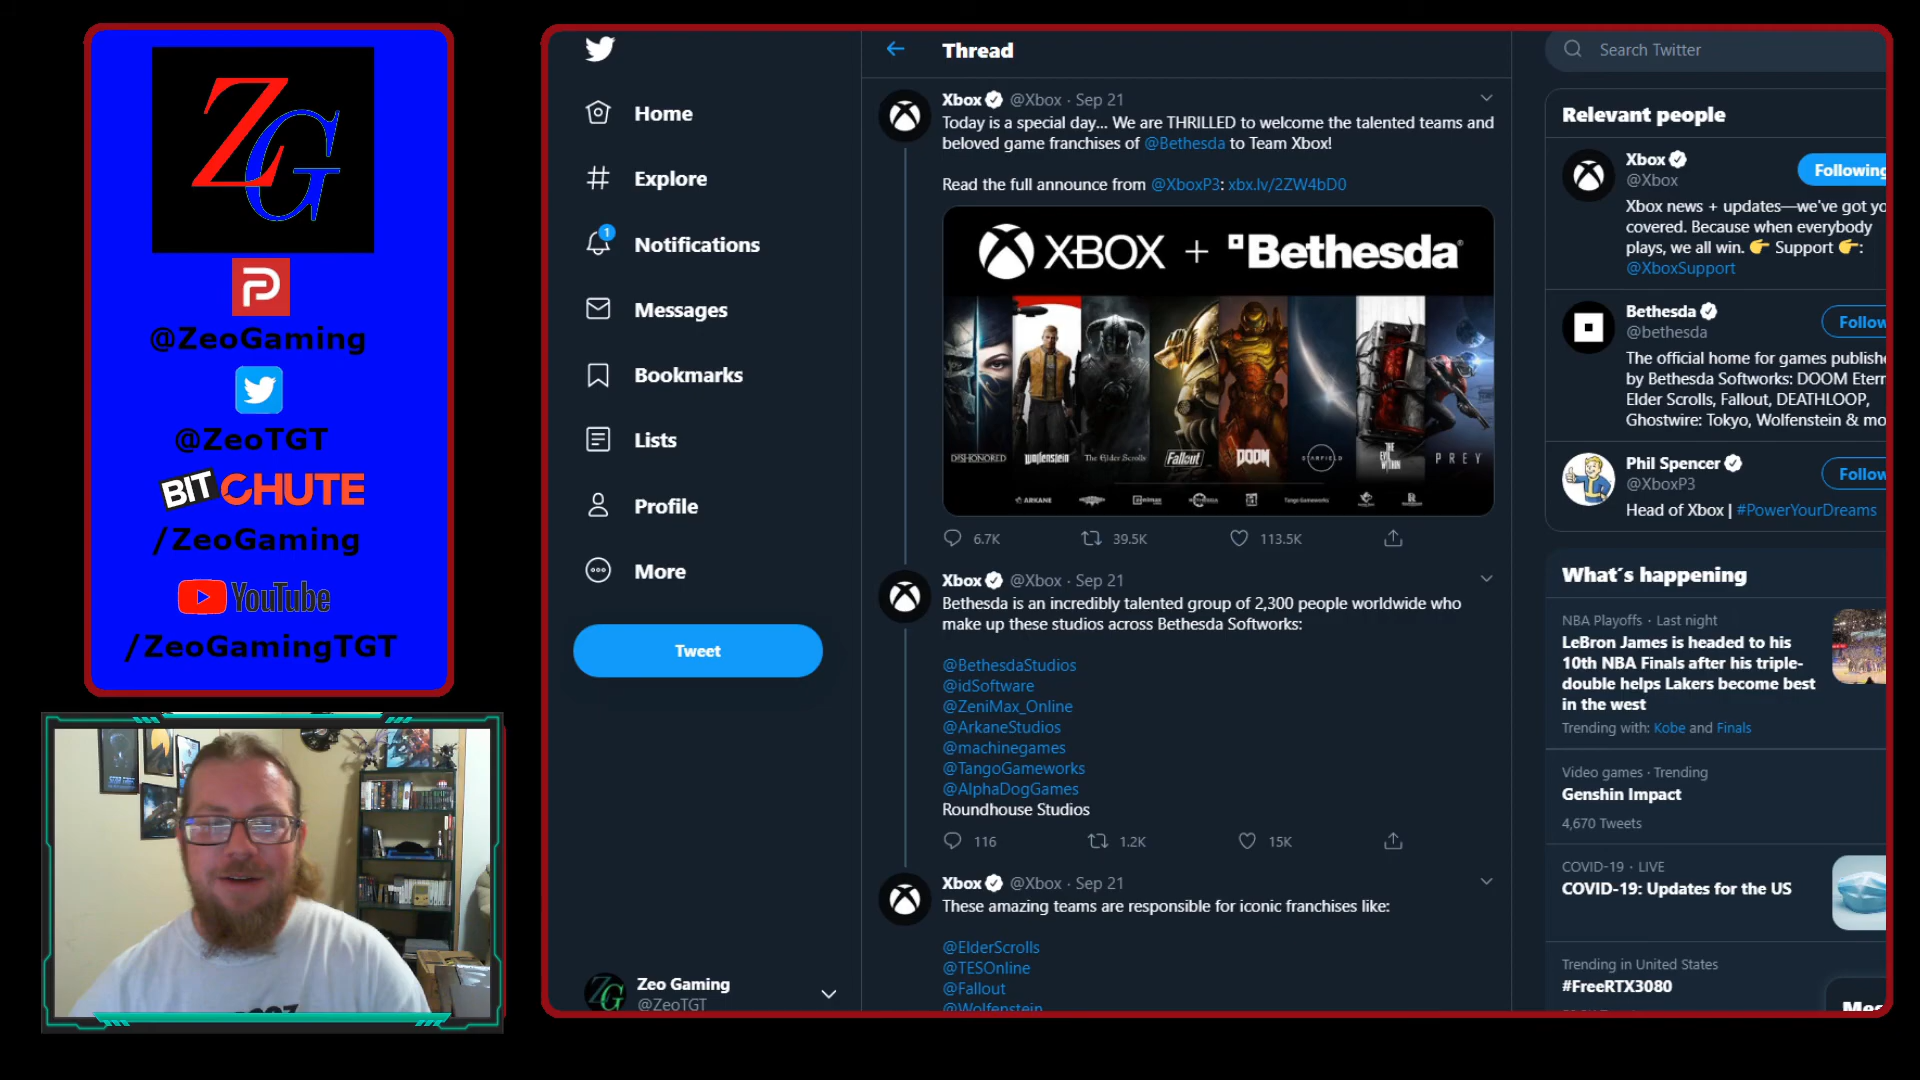 ZG
@ZeoGaming
@ZeoTGT
BITCHUTE
/ZeoGaming
YouTube
/ZeoGamingTGT
Home
Explore
1
Notifications
Messages
Bookmarks
Lists
Profile
More
Tweet
Zeo Gaming
@ZeoTGT
Thread
Xbox @Xbox · Sep 21
Today is a special day... We are THRILLED to welcome the talented teams and
beloved game franchises of @Bethesda to Team Xbox!
Read the full announce from @XboxP3: xbx.lv/2ZW4bD0
XBOX + Bethesda
DISHONORED
Wolfenstein
The Elder Scrolls
Fallout
DOOM
STARFIELD
THE EVIL WITHIN
PREY
ARKANE
Tango Gameworks
6.7K
39.5K
113.5K
Xbox @Xbox · Sep 21
Bethesda is an incredibly talented group of 2,300 people worldwide who
make up these studios across Bethesda Softworks:
@BethesdaStudios
@idSoftware
@ZeniMax_Online
@ArkaneStudios
@machinegames
@TangoGameworks
@AlphaDogGames
Roundhouse Studios
116
1.2K
15K
Xbox @Xbox · Sep 21
These amazing teams are responsible for iconic franchises like:
@ElderScrolls
@TESOnline
@Fallout
@Wolfenstein
Search Twitter
Relevant people
Xbox
@Xbox
Following
Xbox news + updates—we've got yo
covered. Because when everybody
plays, we all win. 👉 Support 👉:
@XboxSupport
Bethesda
@bethesda
Follow
The official home for games publishe
by Bethesda Softworks: DOOM Etern
Elder Scrolls, Fallout, DEATHLOOP,
Ghostwire: Tokyo, Wolfenstein & mo
Phil Spencer
@XboxP3
Follow
Head of Xbox | #PowerYourDreams
What's happening
NBA Playoffs · Last night
LeBron James is headed to his
10th NBA Finals after his triple-
double helps Lakers become best
in the west
Trending with: Kobe and Finals
Video games · Trending
Genshin Impact
4,670 Tweets
COVID-19 · LIVE
COVID-19: Updates for the US
Trending in United States
#FreeRTX3080